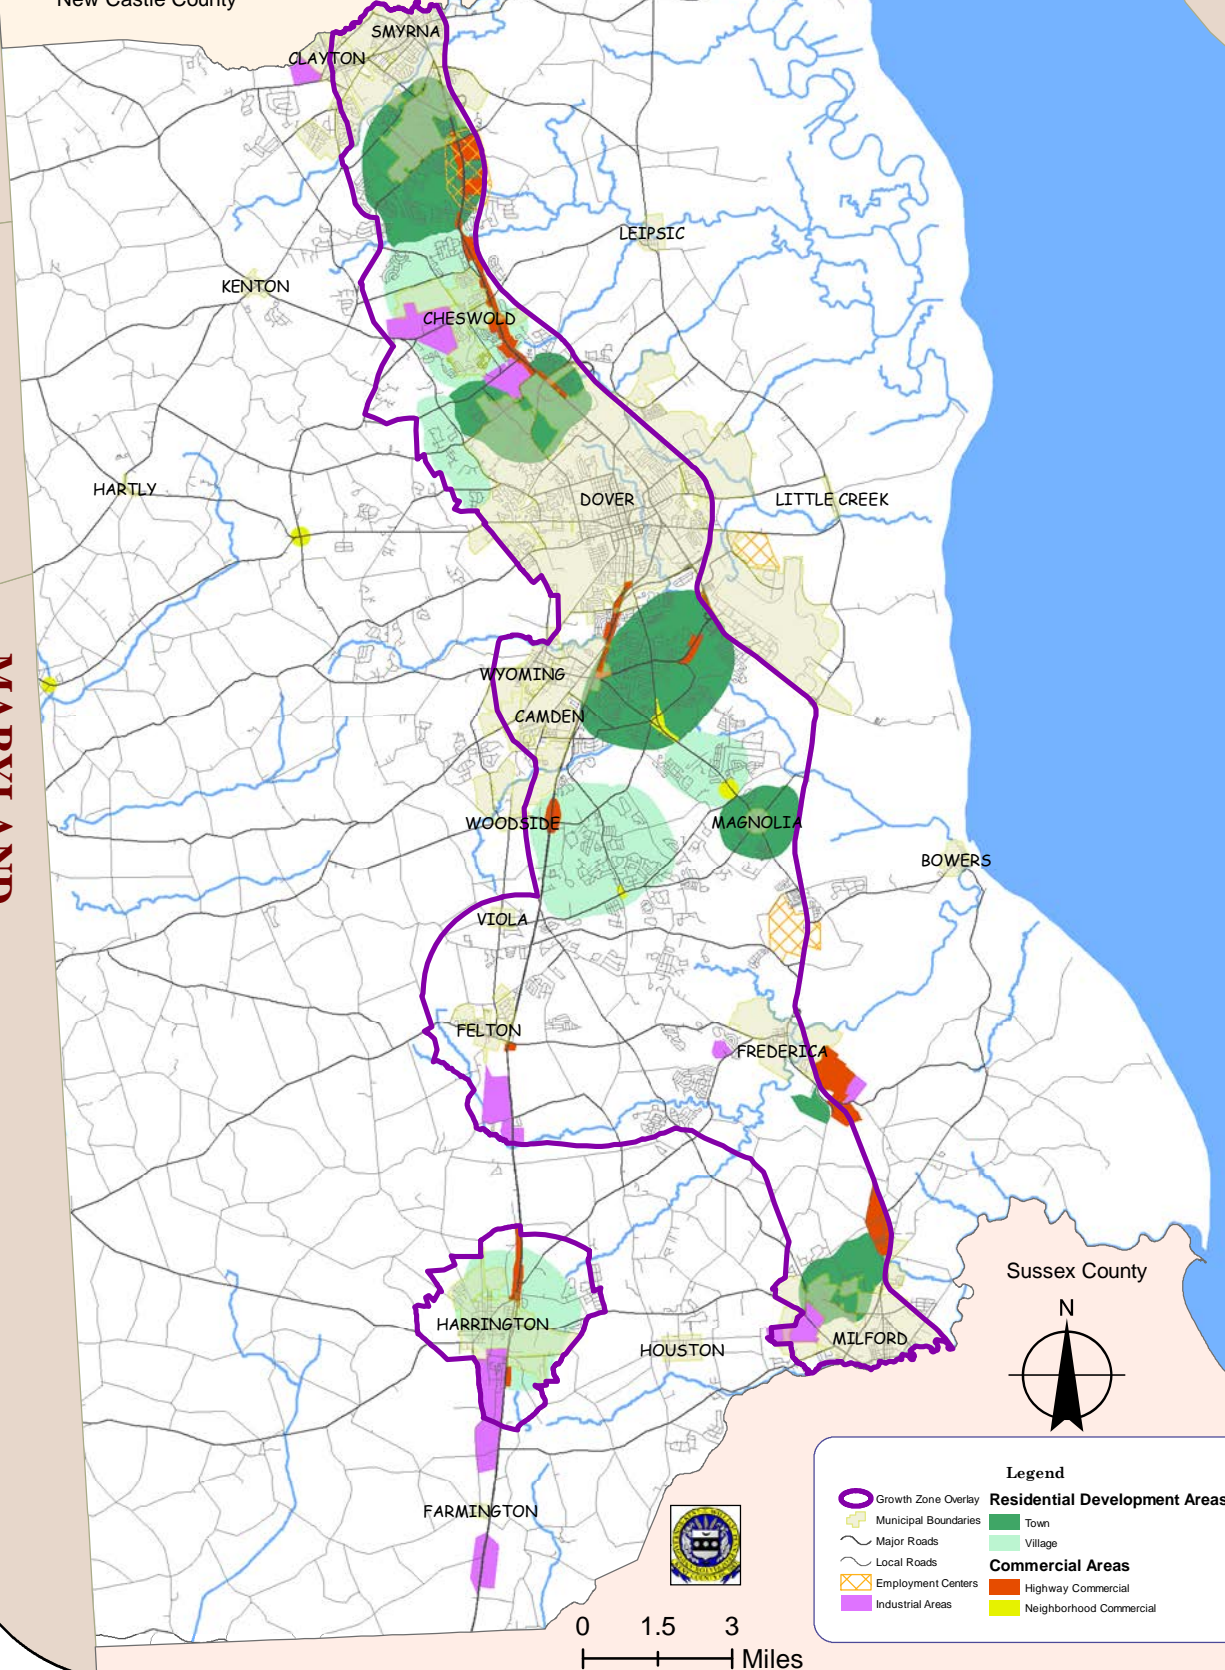 New Castle County
SMYRNA
CLAYTON
LEIPSIC
KENTON
CHESWOLD
HARTLY
DOVER
LITTLE CREEK
MARYLAND
WYOMING
CAMDEN
WOODSIDE
MAGNOLIA
BOWERS
VIOLA
FELTON
FREDERICA
Sussex County
N
HARRINGTON
MILFORD
HOUSTON
FARMINGTON
Legend
Growth Zone Overlay
Municipal Boundaries
Major Roads
Local Roads
Employment Centers
Industrial Areas
Residential Development Areas
Town
Village
Commercial Areas
Highway Commercial
Neighborhood Commercial
0 1.5 3
Miles